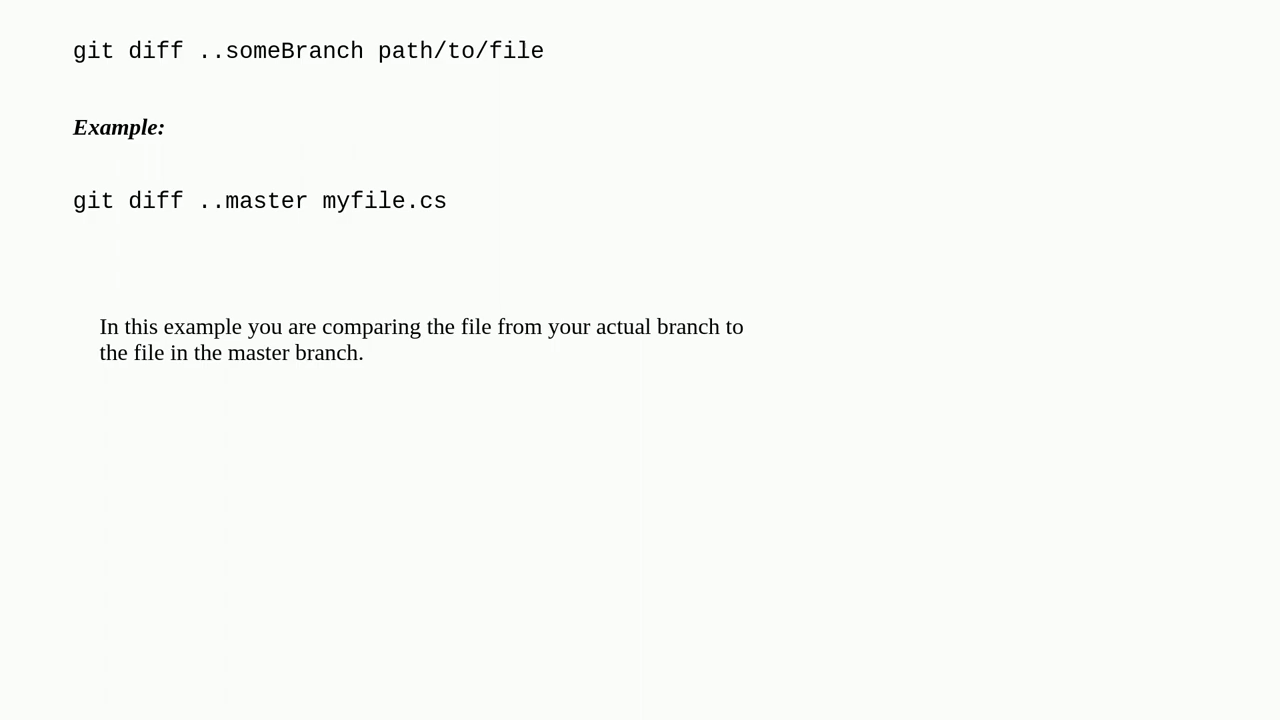 git diff ..someBranch path/to/file
Example:
git diff ..master myfile.cs
In this example you are comparing the file from your actual branch to
the file in the master branch.